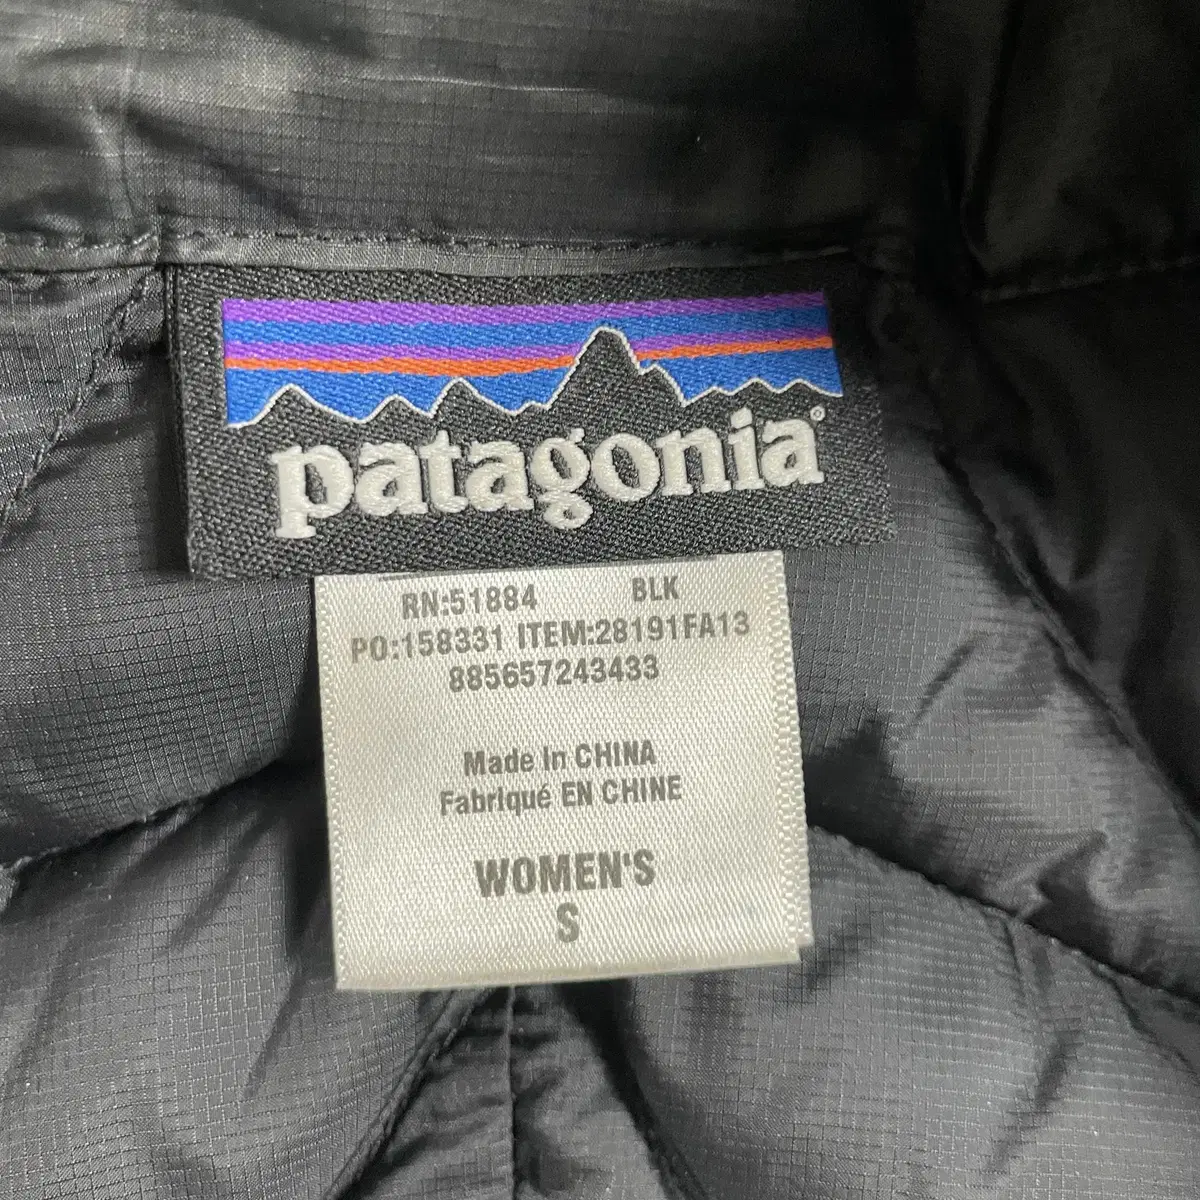 patagonia®
RN:51884 BLK
PO:158331 ITEM:28191FA13
885657243433
Made in CHINA
Fabriqué EN CHINE
WOMEN'S
S